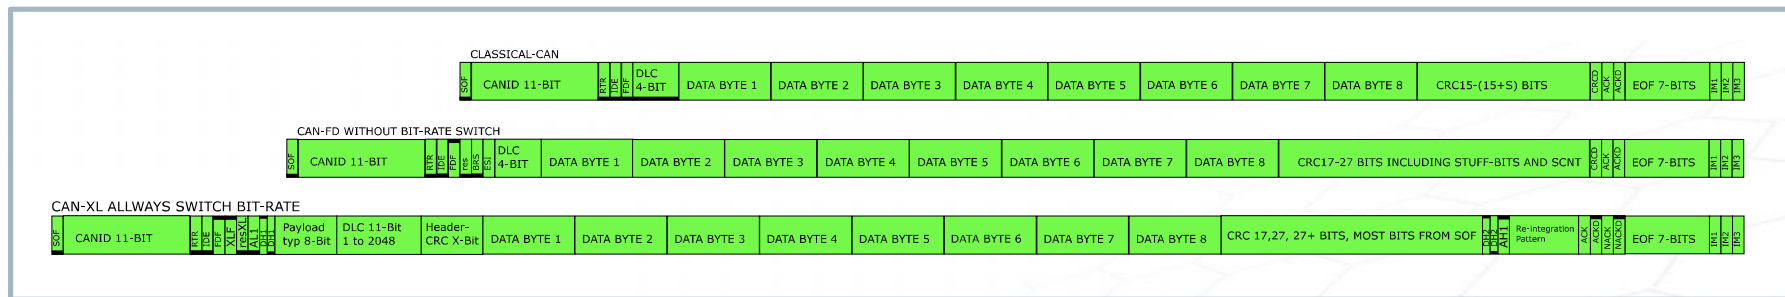 CLASSICAL-CAN
SOF CANID 11-BIT RTR IDE FDF DLC 4-BIT DATA BYTE 1 DATA BYTE 2 DATA BYTE 3 DATA BYTE 4 DATA BYTE 5 DATA BYTE 6 DATA BYTE 7 DATA BYTE 8 CRC15-(15+S) BITS CRCD ACK ACKD EOF 7-BITS IM1 IM2 IM3
CAN-FD WITHOUT BIT-RATE SWITCH
SOF CANID 11-BIT RTR IDE FDF res BRS ESI DLC 4-BIT DATA BYTE 1 DATA BYTE 2 DATA BYTE 3 DATA BYTE 4 DATA BYTE 5 DATA BYTE 6 DATA BYTE 7 DATA BYTE 8 CRC17-27 BITS INCLUDING STUFF-BITS AND SCNT CRCD ACK ACKD EOF 7-BITS IM1 IM2 IM3
CAN-XL ALLWAYS SWITCH BIT-RATE
SOF CANID 11-BIT RTR IDE FDF XLF resXL AL1 DH1 DH1 Payload typ 8-Bit DLC 11-Bit 1 to 2048 Header-CRC X-Bit DATA BYTE 1 DATA BYTE 2 DATA BYTE 3 DATA BYTE 4 DATA BYTE 5 DATA BYTE 6 DATA BYTE 7 DATA BYTE 8 CRC 17,27, 27+ BITS, MOST BITS FROM SOF DH2 DH2 AH1 Re-integration Pattern ACK ACKD NACK NACKD EOF 7-BITS IM1 IM2 IM3